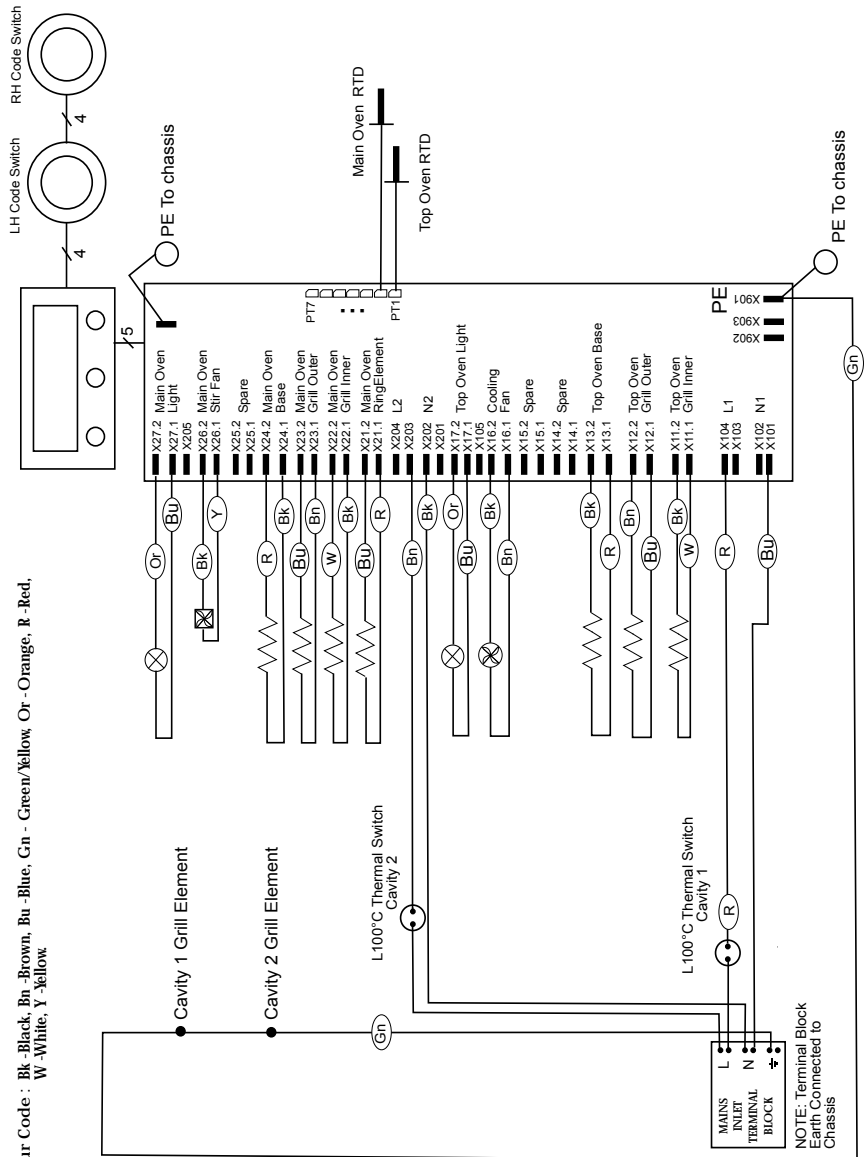 ur Code : Bk -Black, Bn -Brown, Bu -Blue, Gn - Green/Yellow, Or - Orange, R -Red,
W -White, Y -Yellow.
RH Code Switch
4
LH Code Switch
4
5
PE To chassis
Main Oven RTD
Top Oven RTD
PT7
PT1
PE
X901
X903
X902
PE To chassis
Gn
X27.2 Main Oven
X27.1 Light
X205
X26.2 Main Oven
X26.1 Stir Fan
X25.2 Spare
X25.1
X24.2 Main Oven
X24.1 Base
X23.2 Main Oven
X23.1 Grill Outer
X22.2 Main Oven
X22.1 Grill Inner
X21.2 Main Oven
X21.1 RingElement
X204 L2
X203
X202 N2
X201
X17.2 Top Oven Light
X17.1
X105
X16.2 Cooling
X16.1 Fan
X15.2 Spare
X15.1
X14.2 Spare
X14.1
X13.2 Top Oven Base
X13.1
X12.2 Top Oven
X12.1 Grill Outer
X11.2 Top Oven
X11.1 Grill Inner
X104 L1
X103
X102 N1
X101
Or
Bu
Bk
Y
R
Bk
Bu
Bn
W
Bk
Bu
R
Bn
Bk
Or
Bu
Bk
Bn
Bk
R
Bn
Bu
Bk
W
R
Bu
L100°C Thermal Switch
Cavity 2
L100°C Thermal Switch
Cavity 1
R
Cavity 1 Grill Element
Cavity 2 Grill Element
Gn
MAINS
INLET
TERMINAL
BLOCK
L
N
NOTE: Terminal Block
Earth Connected to
Chassis